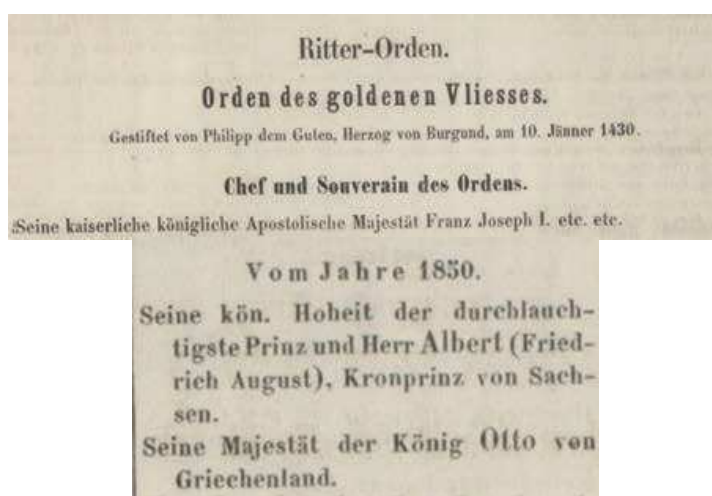 Ritter-Orden.
Orden des goldenen Vliesses.
Gestiftet von Philipp dem Guten, Herzog von Burgund, am 10. Jänner 1430.
Chef und Souverain des Ordens.
Seine kaiserliche königliche Apostolische Majestät Franz Joseph I. etc. etc.
Vom Jahre 1850.
Seine kön. Hoheit der durchlauch-
tigste Prinz und Herr Albert (Fried-
rich August), Kronprinz von Sach-
sen.
Seine Majestät der König Otto von
Griechenland.